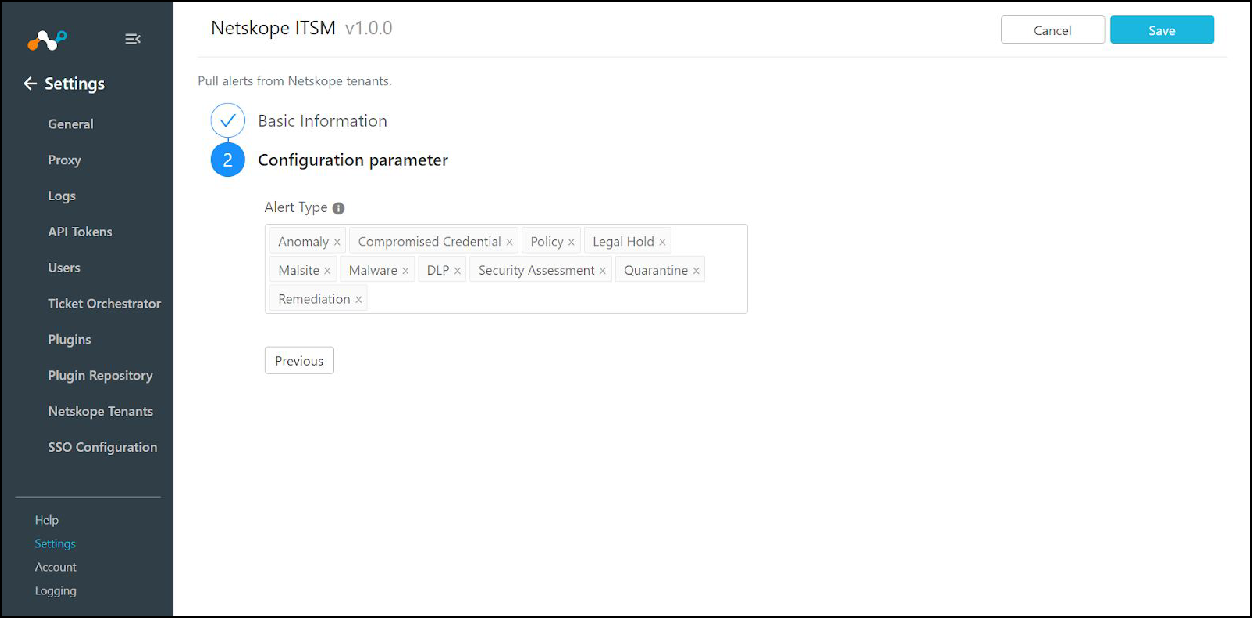 Netskope ITSM v1.0.0
Cancel
Save
Settings
General
Proxy
Logs
API Tokens
Users
Ticket Orchestrator
Plugins
Plugin Repository
Netskope Tenants
SSO Configuration
Help
Settings
Account
Logging
Pull alerts from Netskope tenants.
Basic Information
2 Configuration parameter
Alert Type
Anomaly × Compromised Credential × Policy × Legal Hold ×
Malsite × Malware × DLP × Security Assessment × Quarantine ×
Remediation ×
Previous